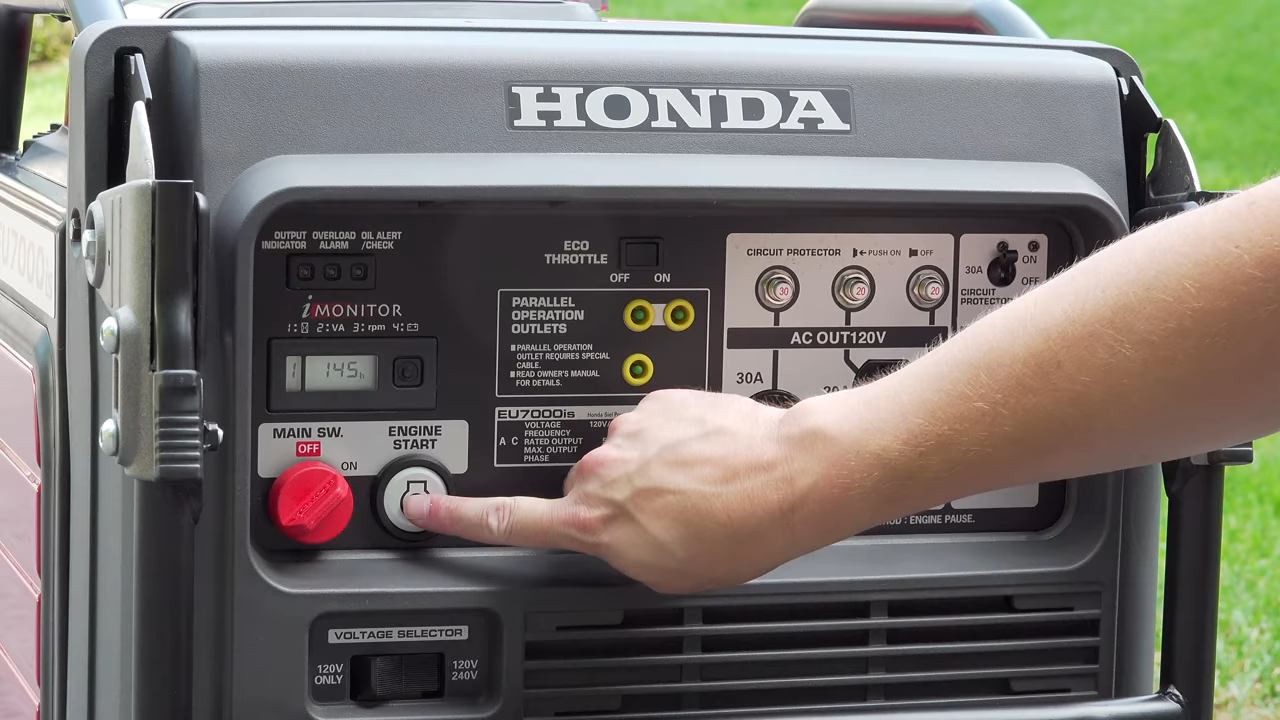 HONDA
EU7000is
OUTPUT INDICATOR
OVERLOAD ALARM
OIL ALERT /CHECK
iMONITOR
1: 2:VA 3:rpm 4:
1 145h
MAIN SW.
OFF
ON
ENGINE START
ECO THROTTLE
OFF ON
PARALLEL OPERATION OUTLETS
PARALLEL OPERATION
OUTLET REQUIRES SPECIAL
CABLE.
READ OWNER'S MANUAL
FOR DETAILS.
EU7000is
VOLTAGE 120V/
FREQUENCY
A C RATED OUTPUT
MAX. OUTPUT
PHASE
CIRCUIT PROTECTOR PUSH ON OFF
30 20 20
AC OUT120V
30A
30A
ON
OFF
CIRCUIT
: ENGINE PAUSE.
VOLTAGE SELECTOR
120V ONLY
120V 240V